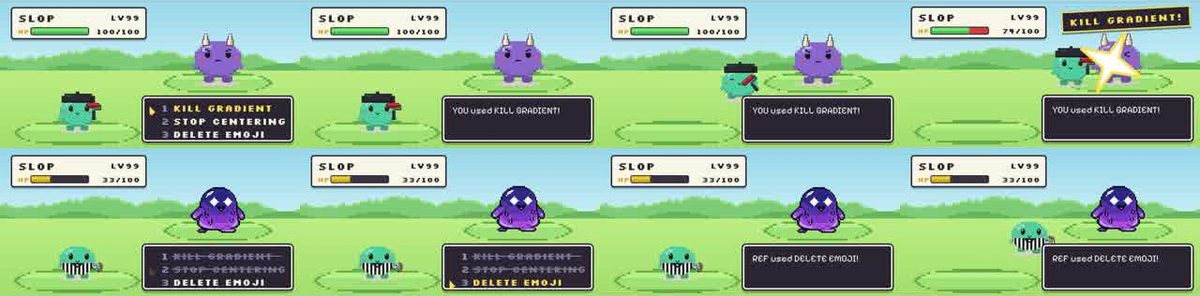 SLOP LV99
HP 100/100
1 KILL GRADIENT
2 STOP CENTERING
3 DELETE EMOJI
SLOP LV99
HP 100/100
YOU used KILL GRADIENT!
SLOP LV99
HP 100/100
YOU used KILL GRADIENT!
SLOP LV99
HP 79/100
KILL GRADIENT!
YOU used KILL GRADIENT!
SLOP LV99
HP 33/100
1 KILL GRADIENT
2 STOP CENTERING
3 DELETE EMOJI
SLOP LV99
HP 33/100
1 KILL GRADIENT
2 STOP CENTERING
3 DELETE EMOJI
SLOP LV99
HP 33/100
REF used DELETE EMOJI!
SLOP LV99
HP 33/100
REF used DELETE EMOJI!